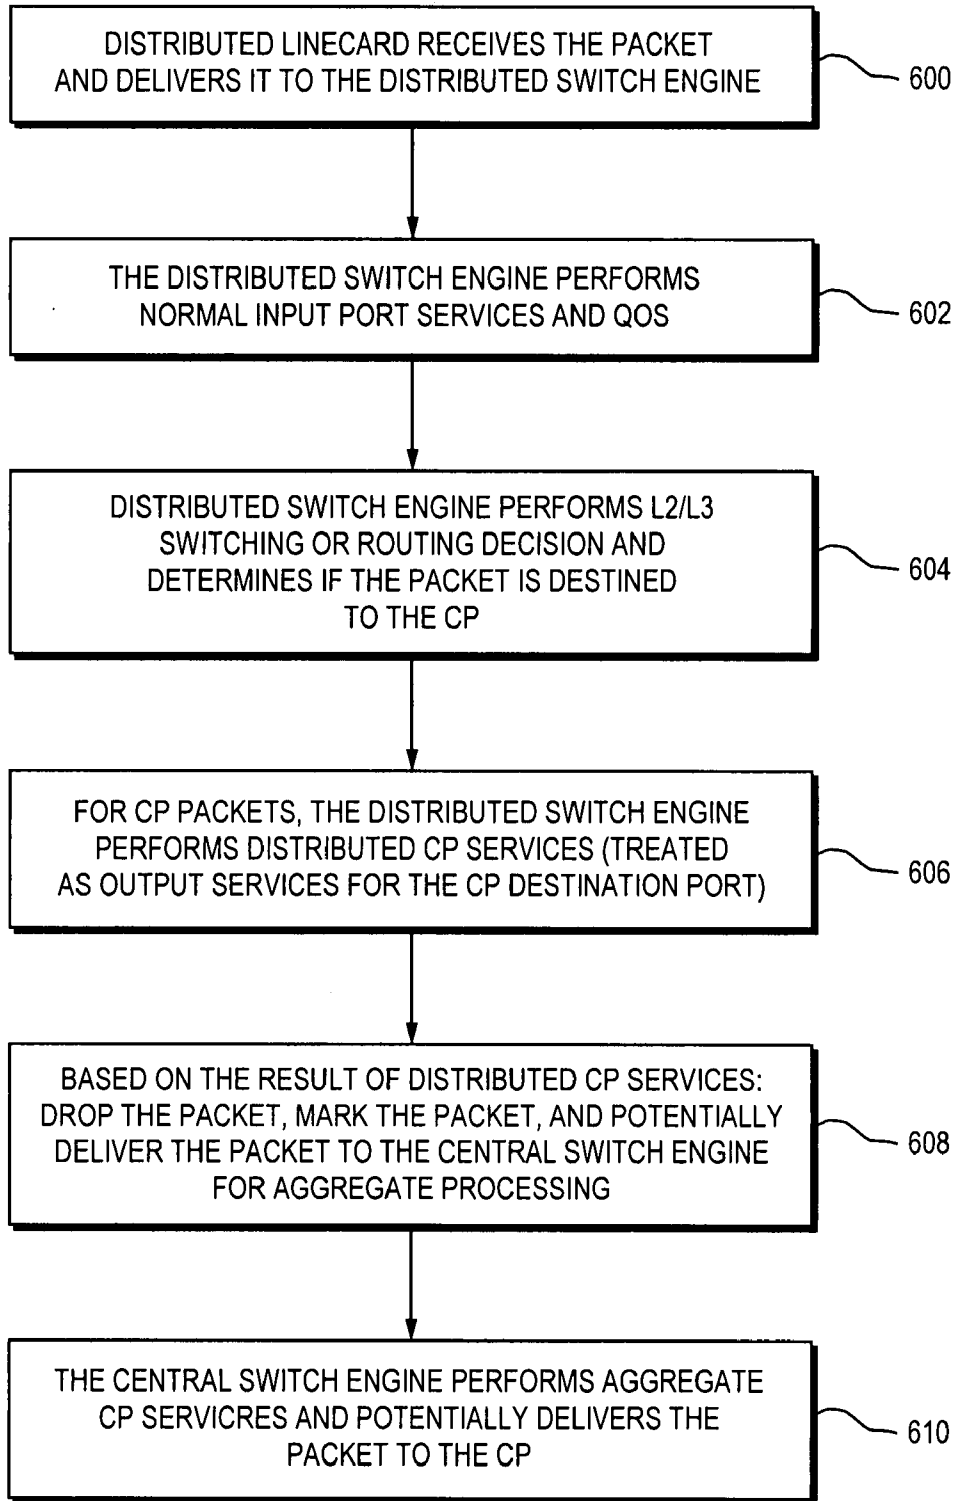 DISTRIBUTED LINECARD RECEIVES THE PACKET
AND DELIVERS IT TO THE DISTRIBUTED SWITCH ENGINE
600
THE DISTRIBUTED SWITCH ENGINE PERFORMS
NORMAL INPUT PORT SERVICES AND QOS
602
DISTRIBUTED SWITCH ENGINE PERFORMS L2/L3
SWITCHING OR ROUTING DECISION AND
DETERMINES IF THE PACKET IS DESTINED
TO THE CP
604
FOR CP PACKETS, THE DISTRIBUTED SWITCH ENGINE
PERFORMS DISTRIBUTED CP SERVICES (TREATED
AS OUTPUT SERVICES FOR THE CP DESTINATION PORT)
606
BASED ON THE RESULT OF DISTRIBUTED CP SERVICES:
DROP THE PACKET, MARK THE PACKET, AND POTENTIALLY
DELIVER THE PACKET TO THE CENTRAL SWITCH ENGINE
FOR AGGREGATE PROCESSING
608
THE CENTRAL SWITCH ENGINE PERFORMS AGGREGATE
CP SERVICRES AND POTENTIALLY DELIVERS THE
PACKET TO THE CP
610